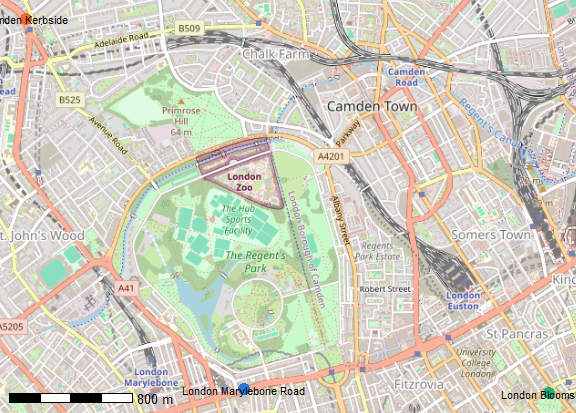 mden Kerbside
B509
Adelaide Road
Chalk Farm
Camden
Road
ead
B525
Primrose
Hill
64 m
Camden Town
Regent's Canal
Avenue Road
Parkway
A4201
London
Zoo
The Hub
Sports
Facility
London Borough of Camden
Albany Street
t. John's Wood
Regents
Park Estate
Somers Town
The Regent's
Park
Robert Street
A41
London
Euston
King
A5205
St Pancras
London
Marylebone
University
College
London
Fitzrovia
800 m
London Marylebone Road
London Blooms